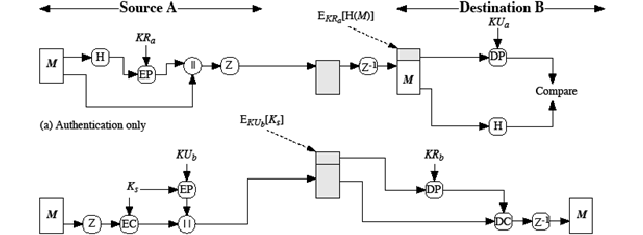 Source A
Destination B
E_{KR_a}[H(M)]
KR_a
KU_a
M
H
EP
||
Z
Z-1
M
DP
Compare
H
(a) Authentication only
E_{KU_b}[K_s]
KU_b
KR_b
K_s
EP
DP
M
Z
EC
||
DC
Z-1
M